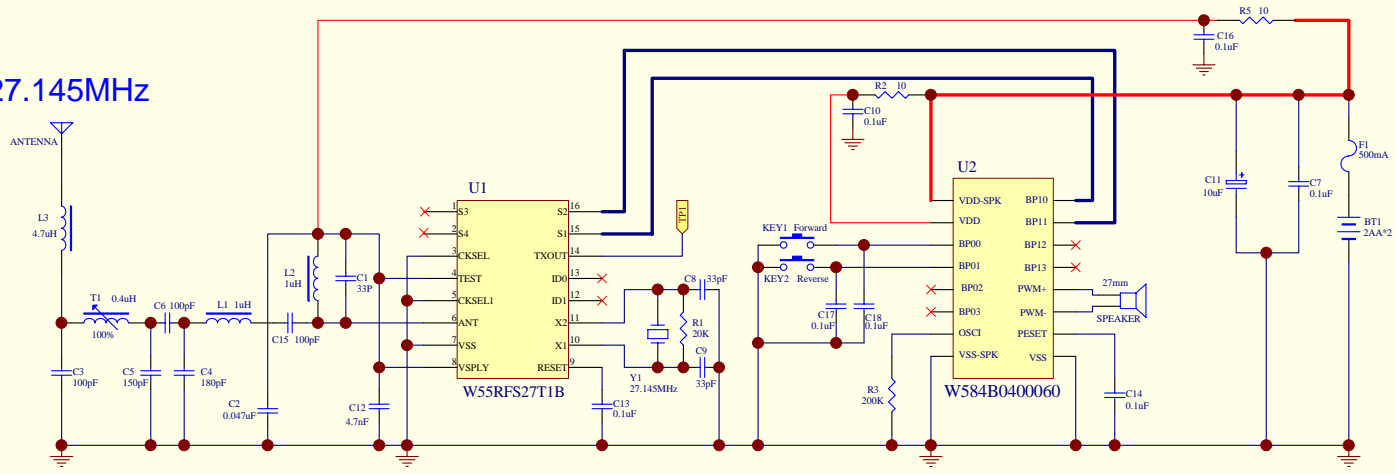 R5 10
C16
0.1uF
27.145MHz
R2 10
C10
0.1uF
ANTENNA
F1
500mA
U1
U2
C11
10uF
C7
0.1uF
1 S3 S2 16
2 S4 S1 15
3 CKSEL TXOUT 14
4 TEST ID0 13
5 CKSEL1 ID1 12
6 ANT X2 11
7 VSS X1 10
8 VSPLY RESET 9
W55RFS27T1B
TP1
VDD-SPK BP10
VDD BP11
BP00 BP12
BP01 BP13
BP02 PWM+
BP03 PWM-
OSCI PESET
VSS-SPK VSS
W584B0400060
L3
4.7uH
BT1
2AA*2
KEY1 Forward
KEY2 Reverse
L2
1uH
C1
33P
C8 33pF
27mm
SPEAKER
T1 0.4uH
100%
C6 100pF
L1 1uH
C15 100pF
R1
20K
C17
0.1uF
C18
0.1uF
C9
33pF
Y1
27.145MHz
C3
100pF
C5
150pF
C4
180pF
C2
0.047uF
C12
4.7nF
C13
0.1uF
R3
200K
C14
0.1uF